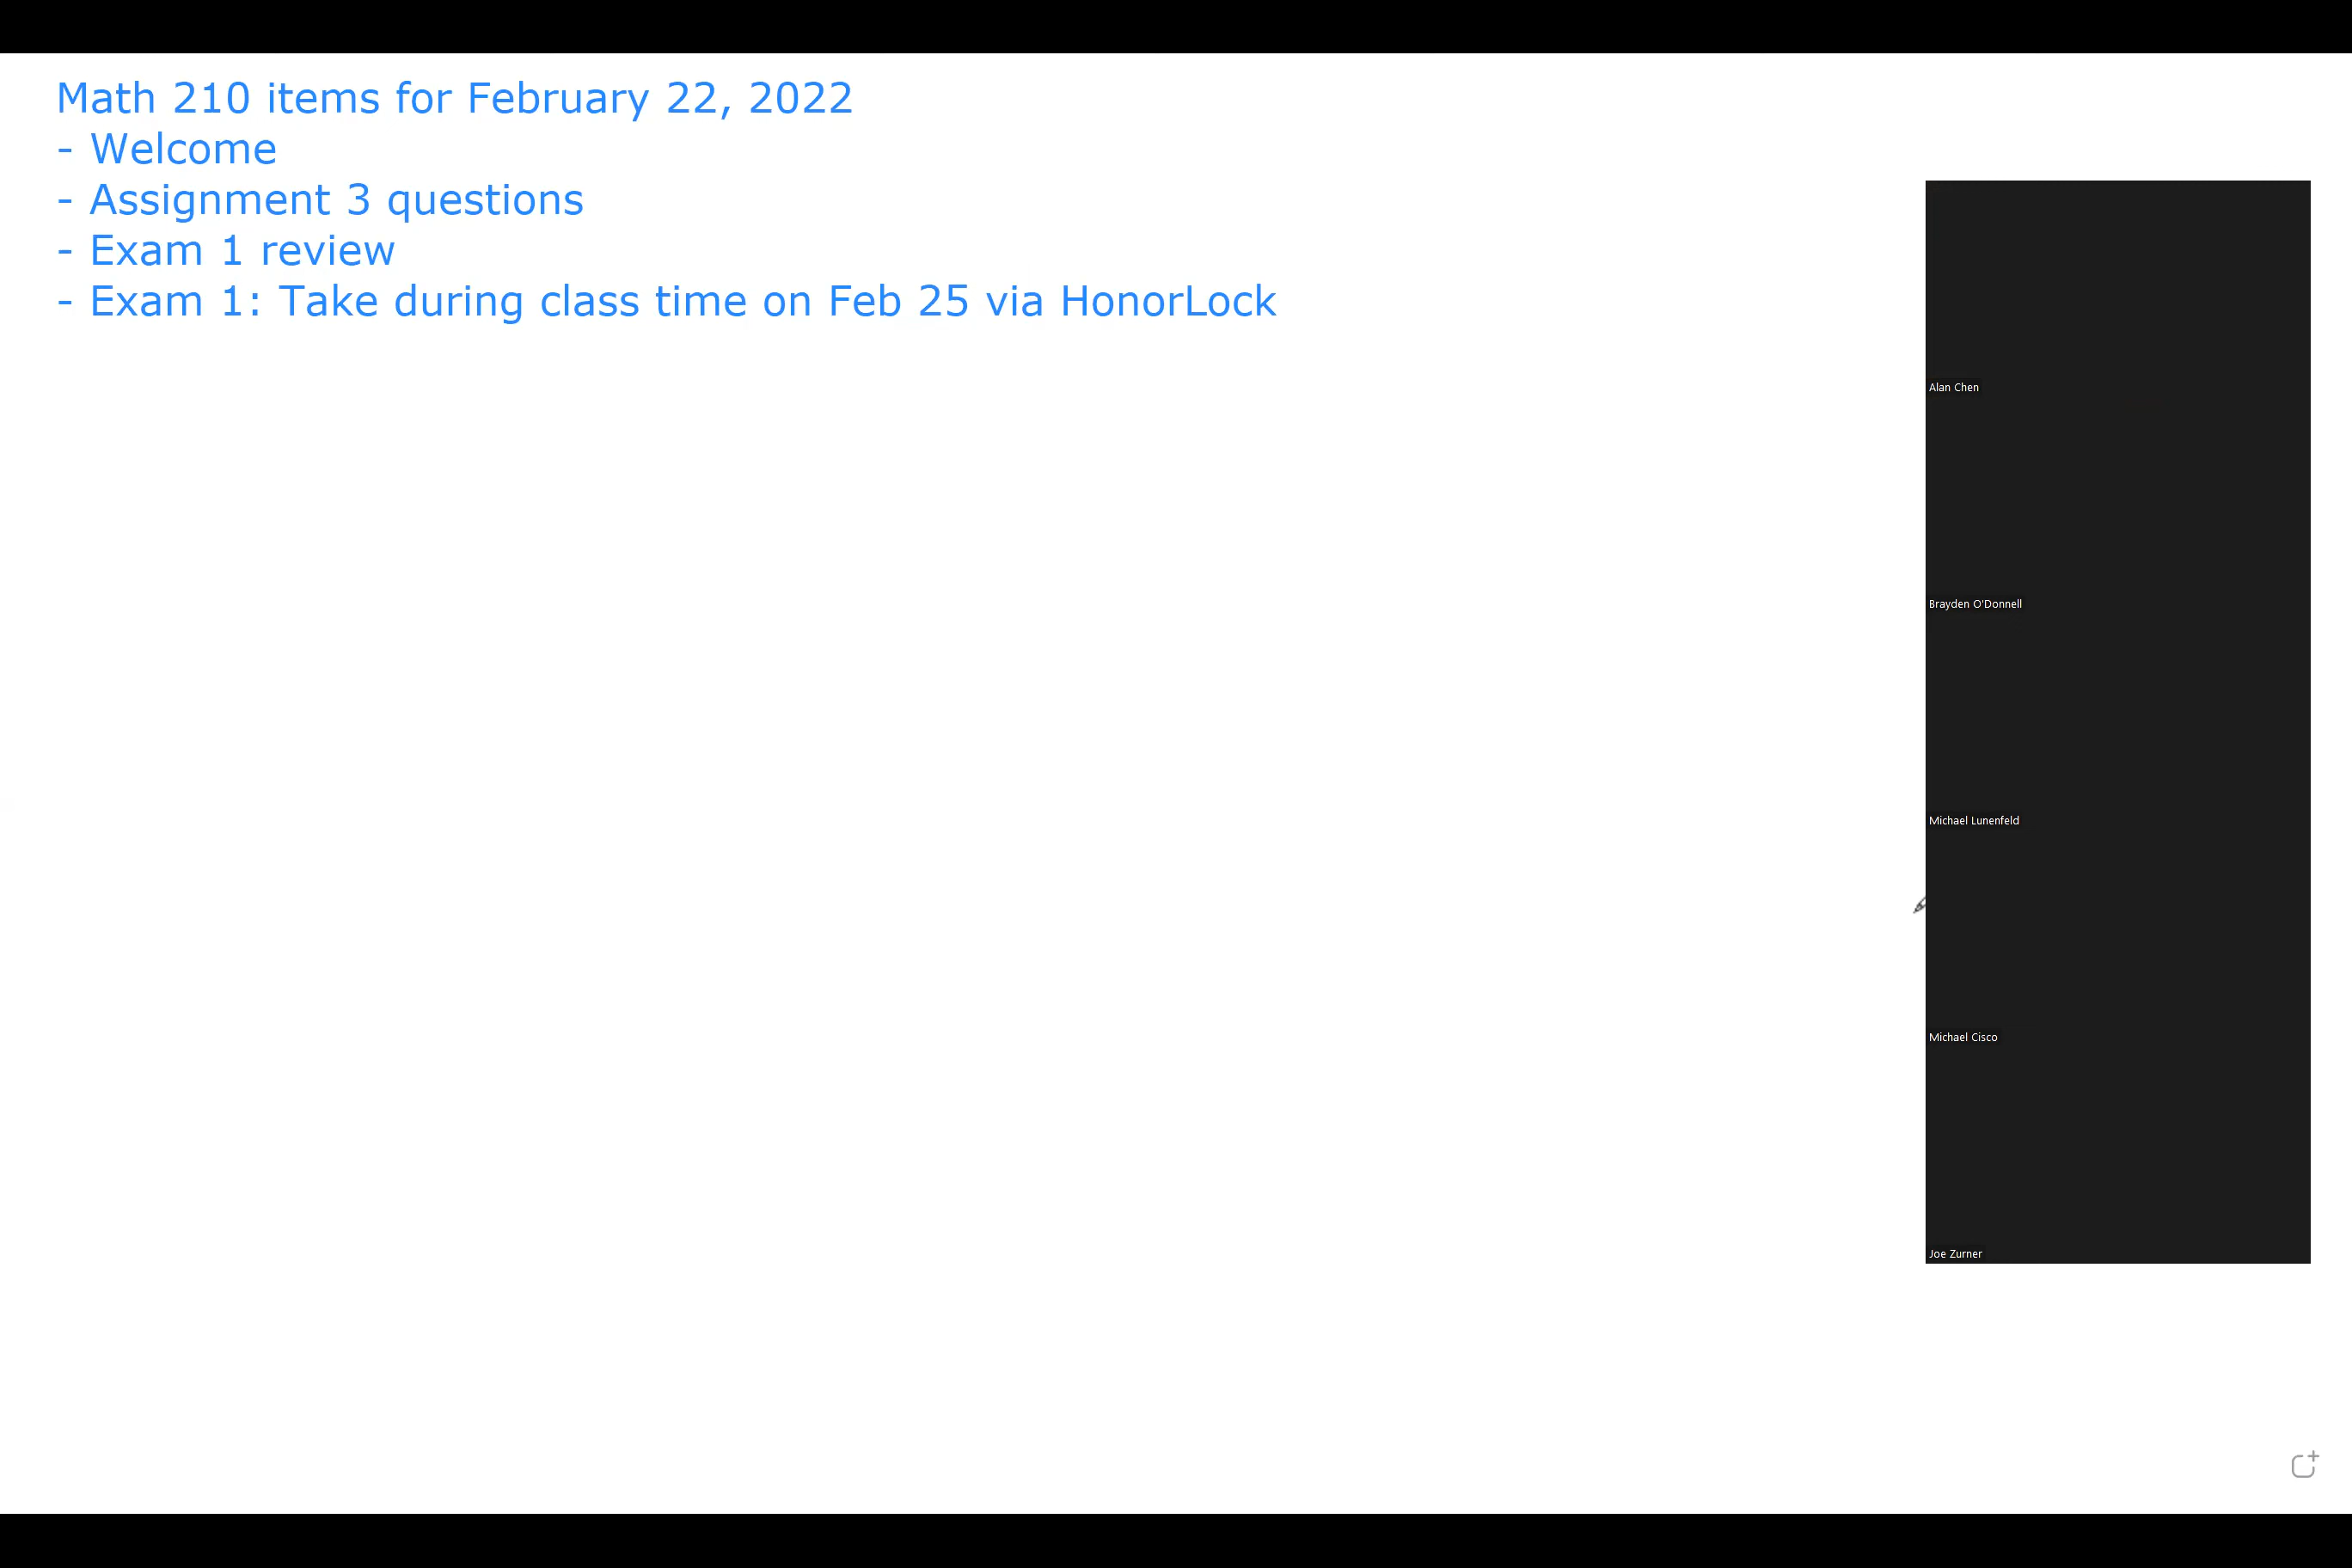 Math 210 items for February 22, 2022
- Welcome
- Assignment 3 questions
- Exam 1 review
- Exam 1: Take during class time on Feb 25 via HonorLock
Alan Chen
Brayden O'Donnell
Michael Lunenfeld
Michael Cisco
Joe Zurner